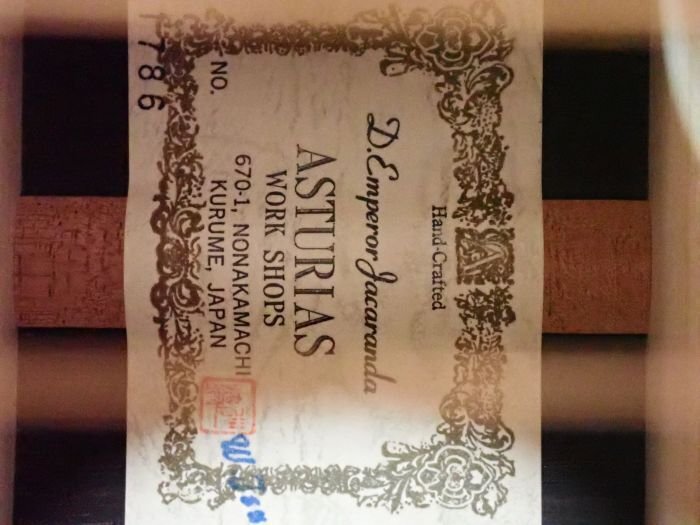 A
Hand-Crafted
D. Emperor Jacaranda
ASTURIAS
WORK SHOPS
670-1, NONAKAMACHI
KURUME, JAPAN
NO.
786